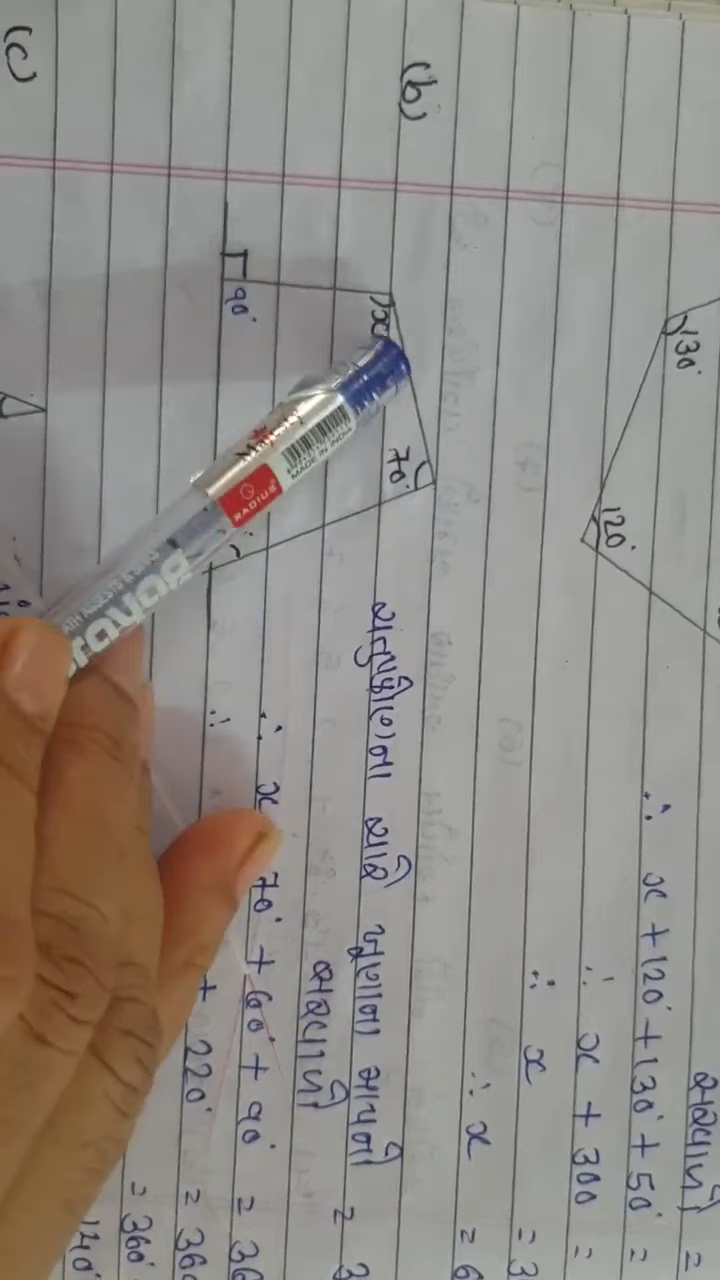 130°
120°
સરવાળો =
∴ x + 120° + 130° + 50° =
∴ x + 300 =
∴ x = 3
∴ x = 6
(b)
x
70°
90°
ચતુષ્કોણના ચારે ખૂણાના માપનો
સરવાળો = 3
∴ x 70° + 60° + 90° = 36
∴ + 220° = 360
= 360°
140°
(c)
RADIUS
MADE IN INDIA